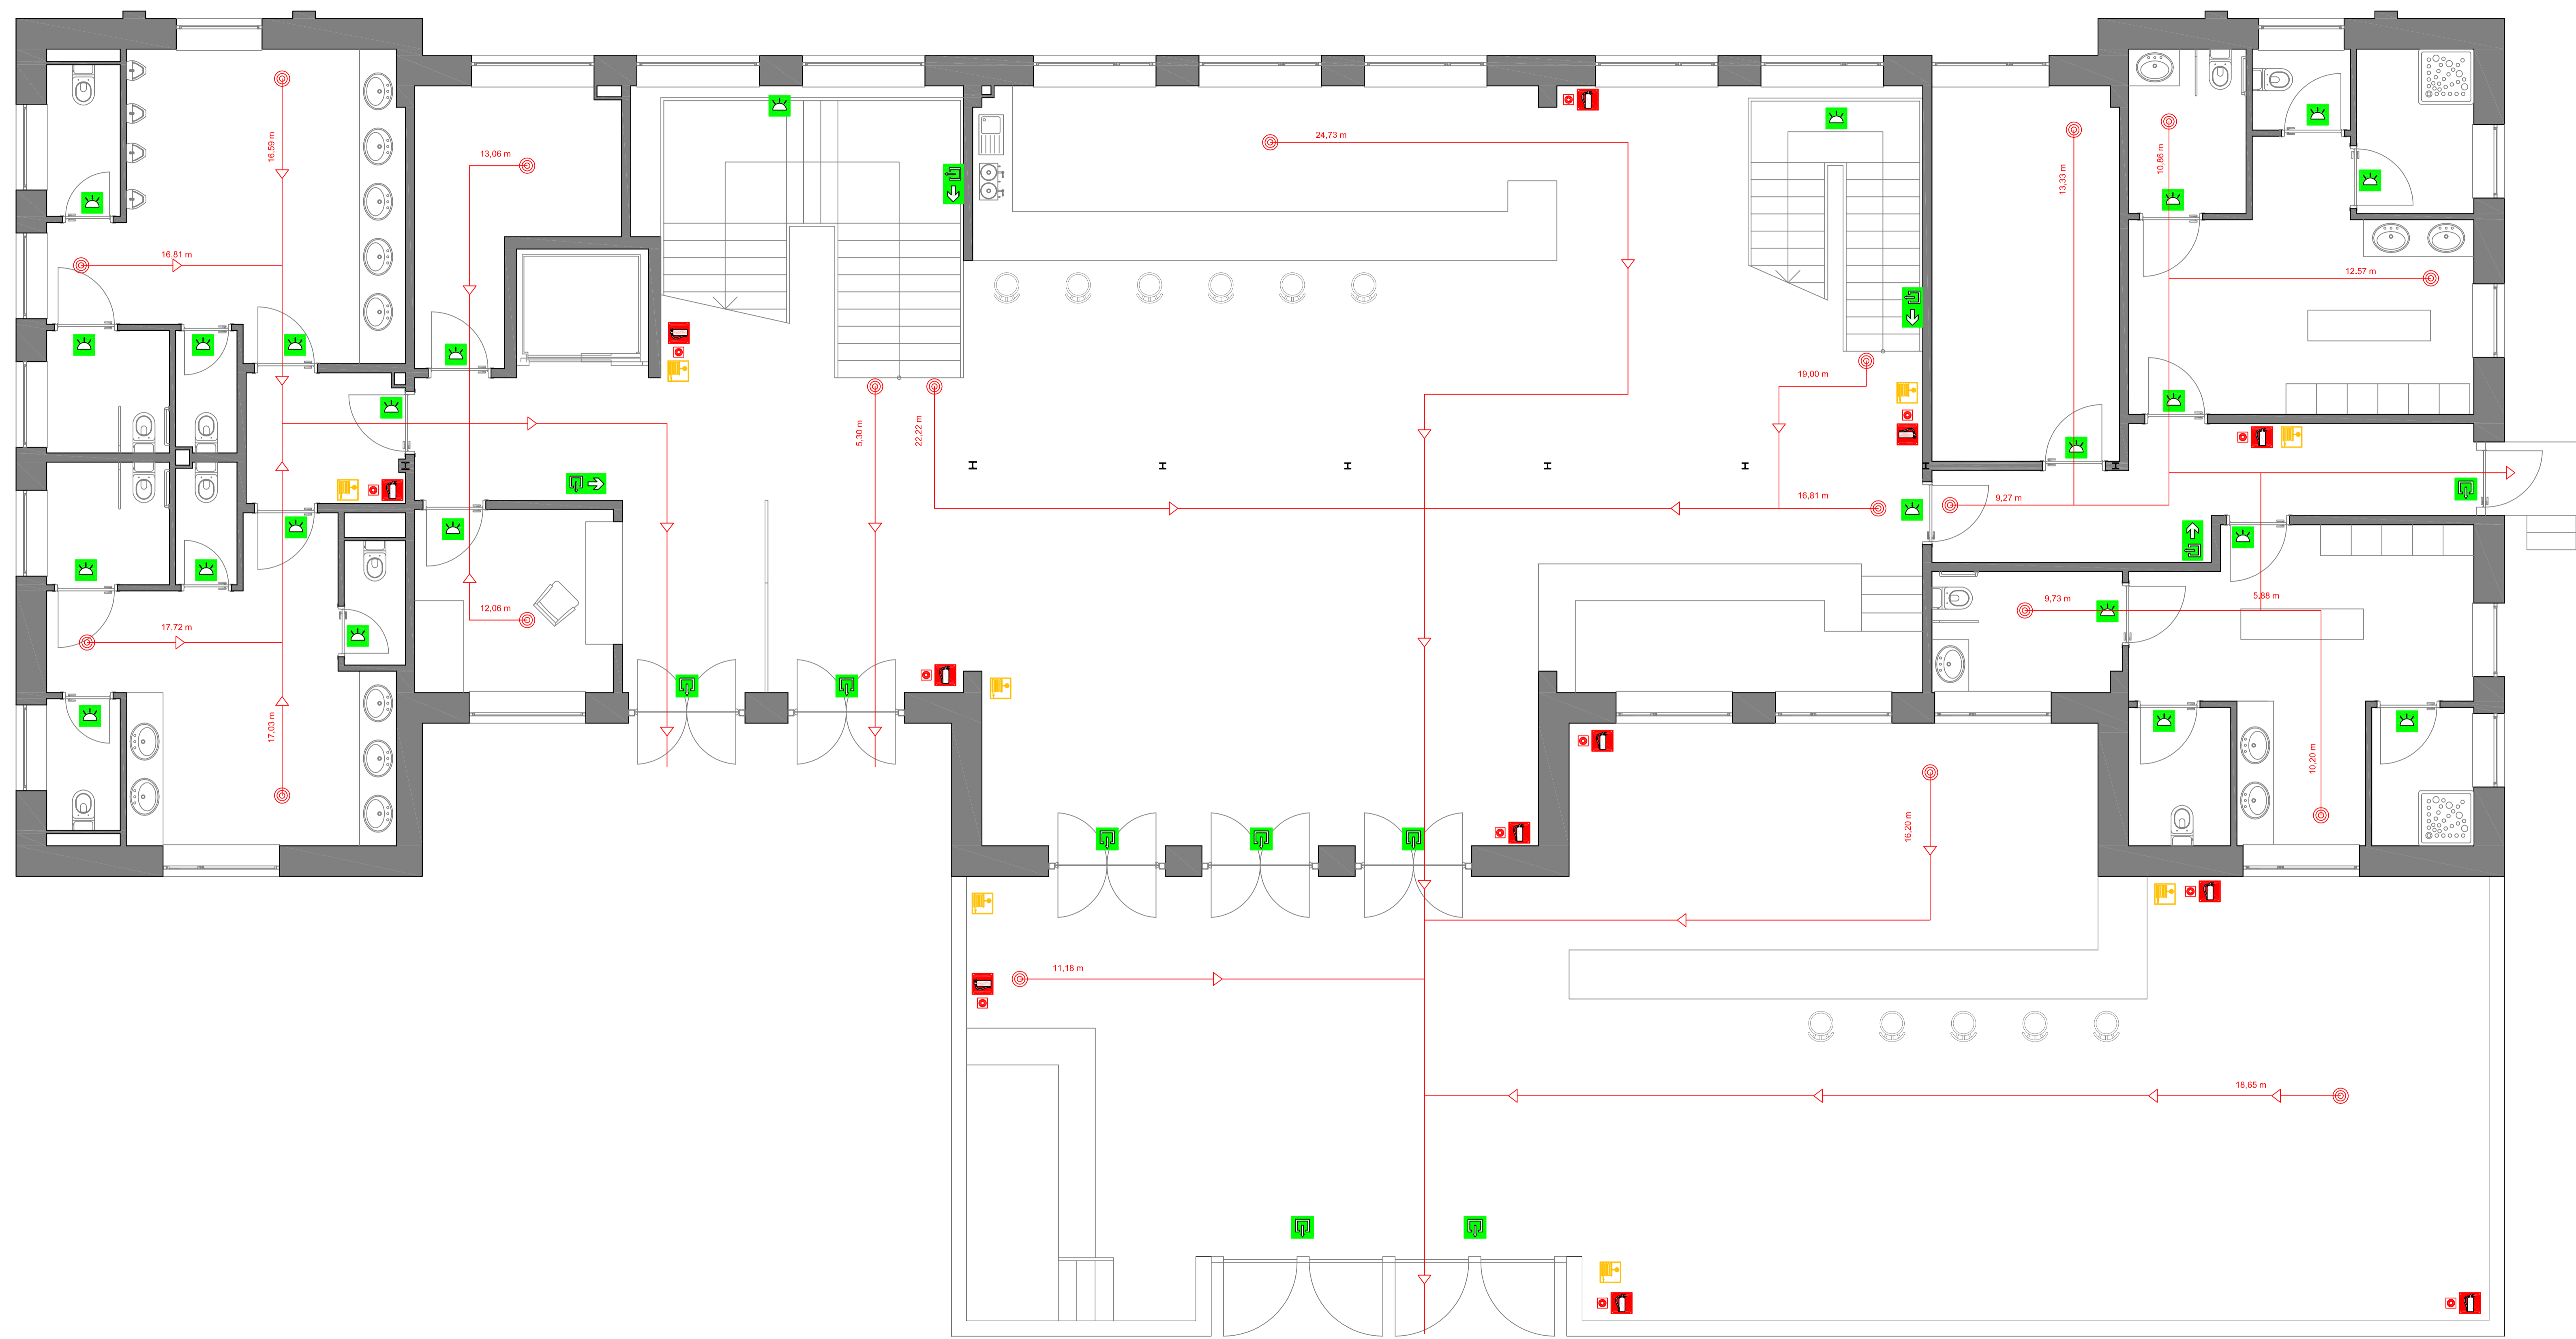 16,59 m
13,06 m
24,73 m
13,33 m
10,86 m
16,81 m
12,57 m
19,00 m
5,30 m
22,22 m
16,81 m
9,27 m
12,06 m
9,73 m
5,88 m
17,72 m
17,03 m
10,20 m
16,20 m
11,18 m
18,65 m